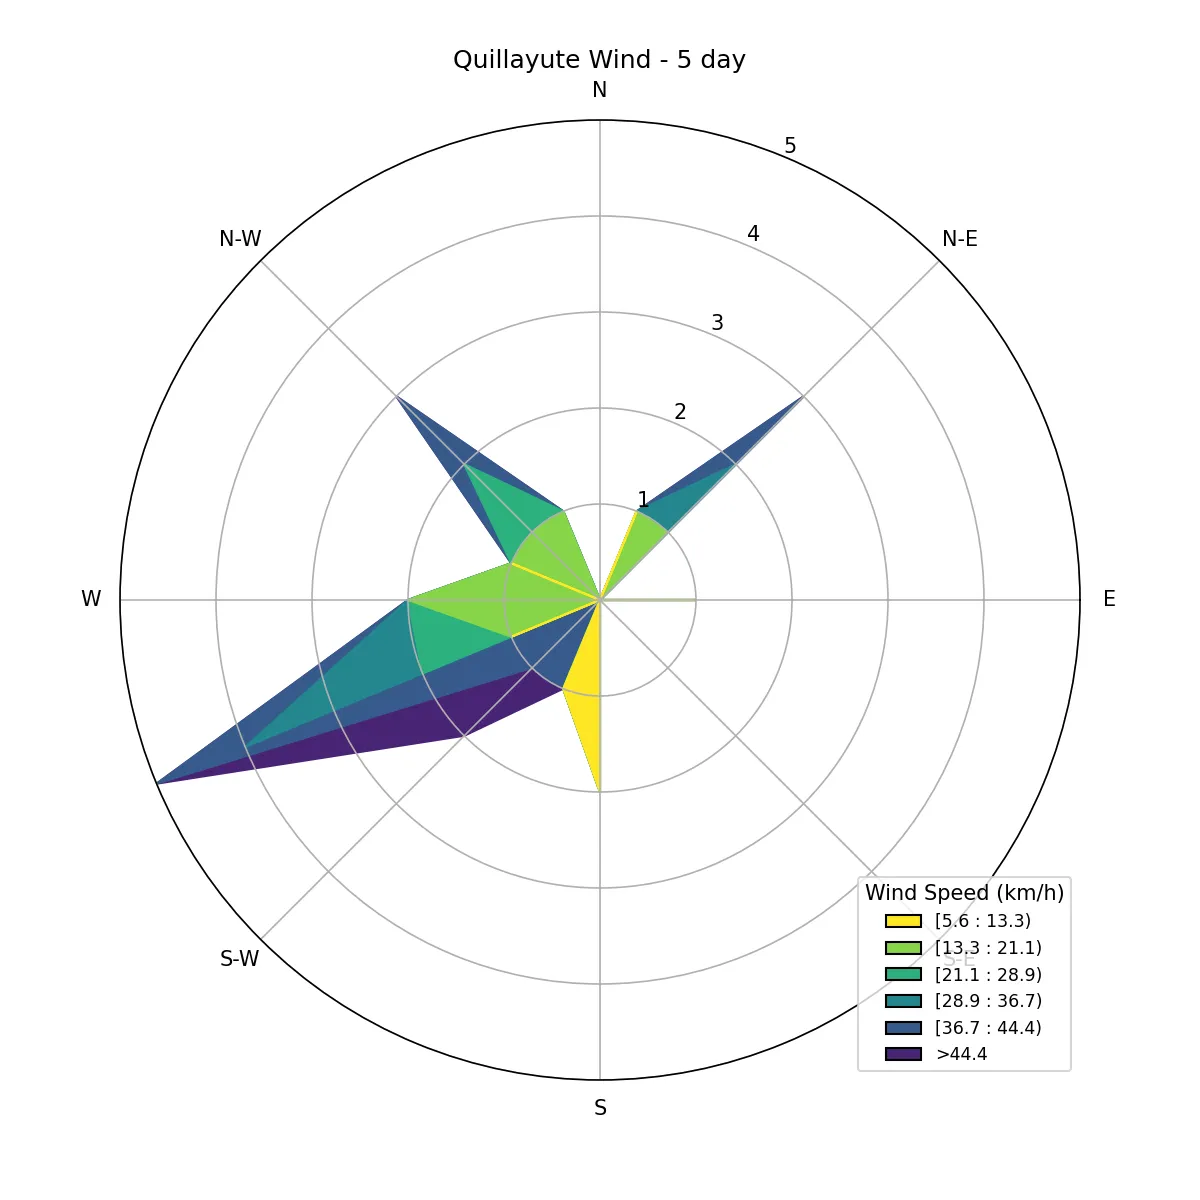 Quillayute Wind - 5 day
N
5
N-W
N-E
4
3
2
1
W
E
S-W
S-E
S
Wind Speed (km/h)
[5.6 : 13.3)
[13.3 : 21.1)
[21.1 : 28.9)
[28.9 : 36.7)
[36.7 : 44.4)
>44.4